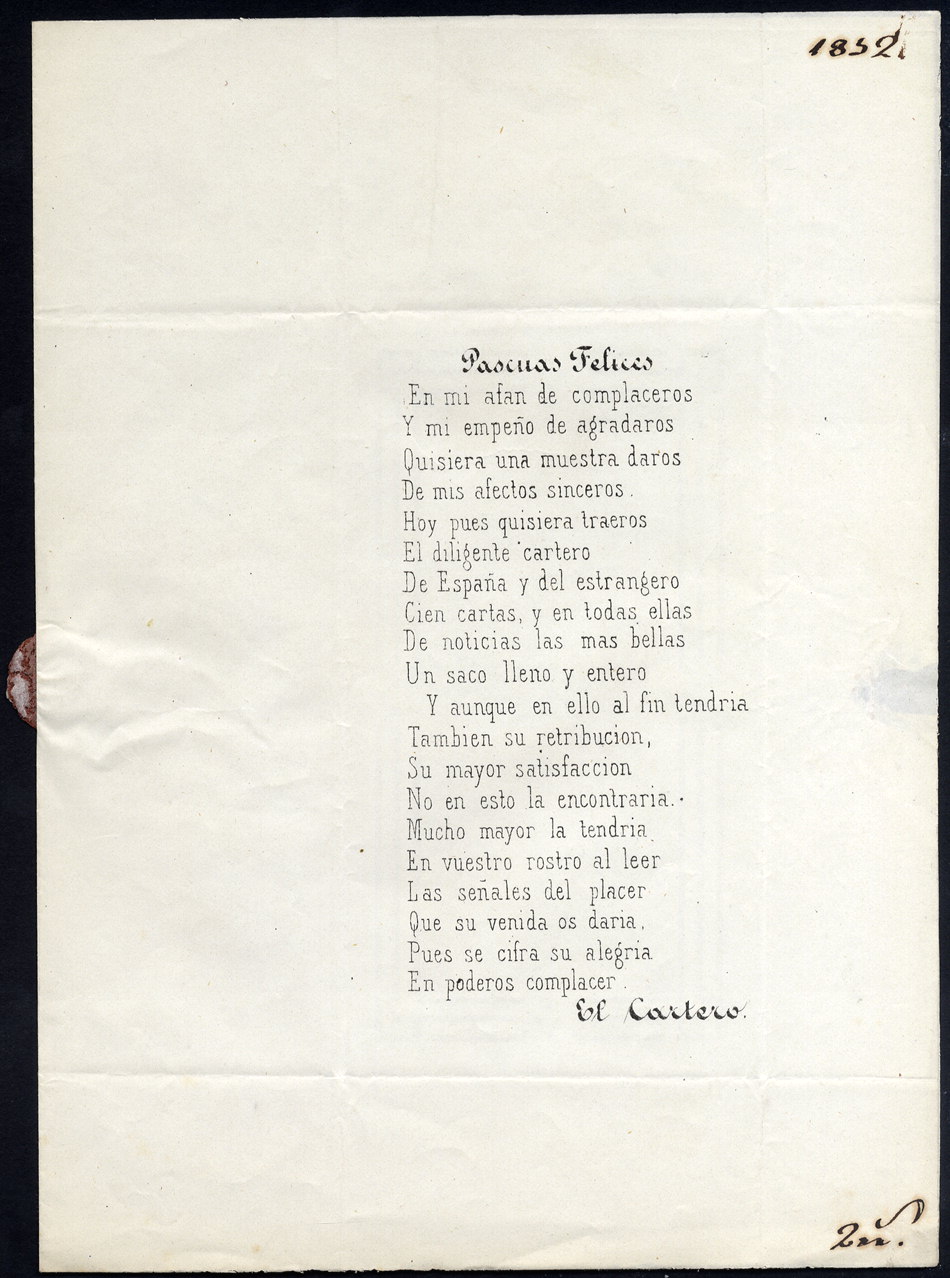 1852
Pascuas Felices
En mi afan de complaceros
Y mi empeño de agradaros
Quisiera una muestra daros
De mis afectos sinceros.
Hoy pues quisiera traeros
El diligente cartero
De España y del estrangero
Cien cartas, y en todas ellas
De noticias las mas bellas
Un saco lleno y entero
Y aunque en ello al fin tendria
Tambien su retribucion,
Su mayor satisfaccion
No en esto la encontraria.
Mucho mayor la tendria
En vuestro rostro al leer
Las señales del placer
Que su venida os daria,
Pues se cifra su alegria
En poderos complacer.
El Cartero.